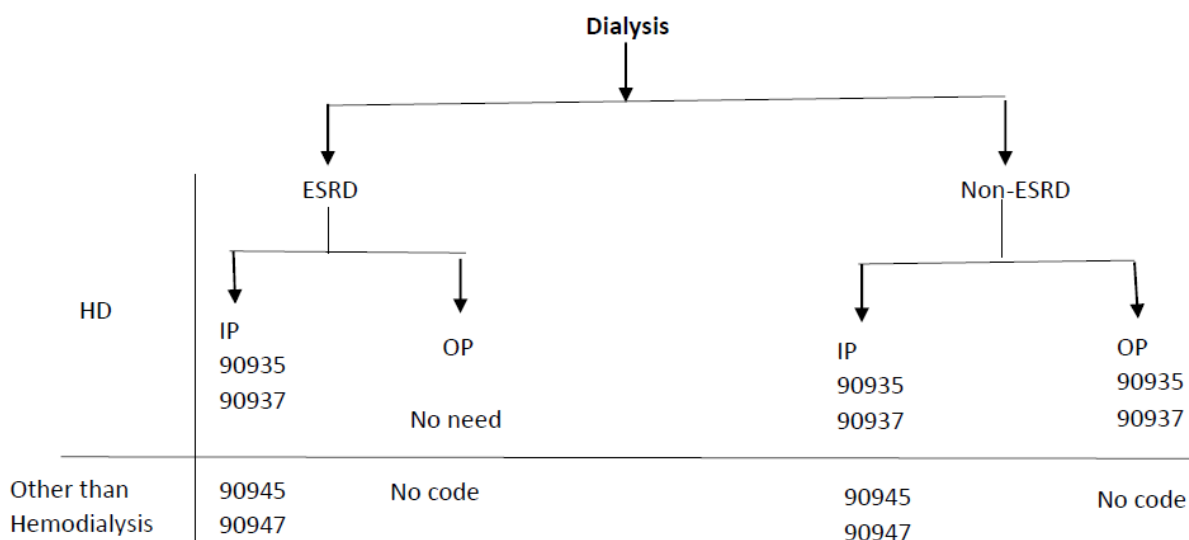 Dialysis
ESRD
Non-ESRD
HD
IP
90935
90937
OP
No need
IP
90935
90937
OP
90935
90937
Other than
Hemodialysis
90945
90947
No code
90945
90947
No code